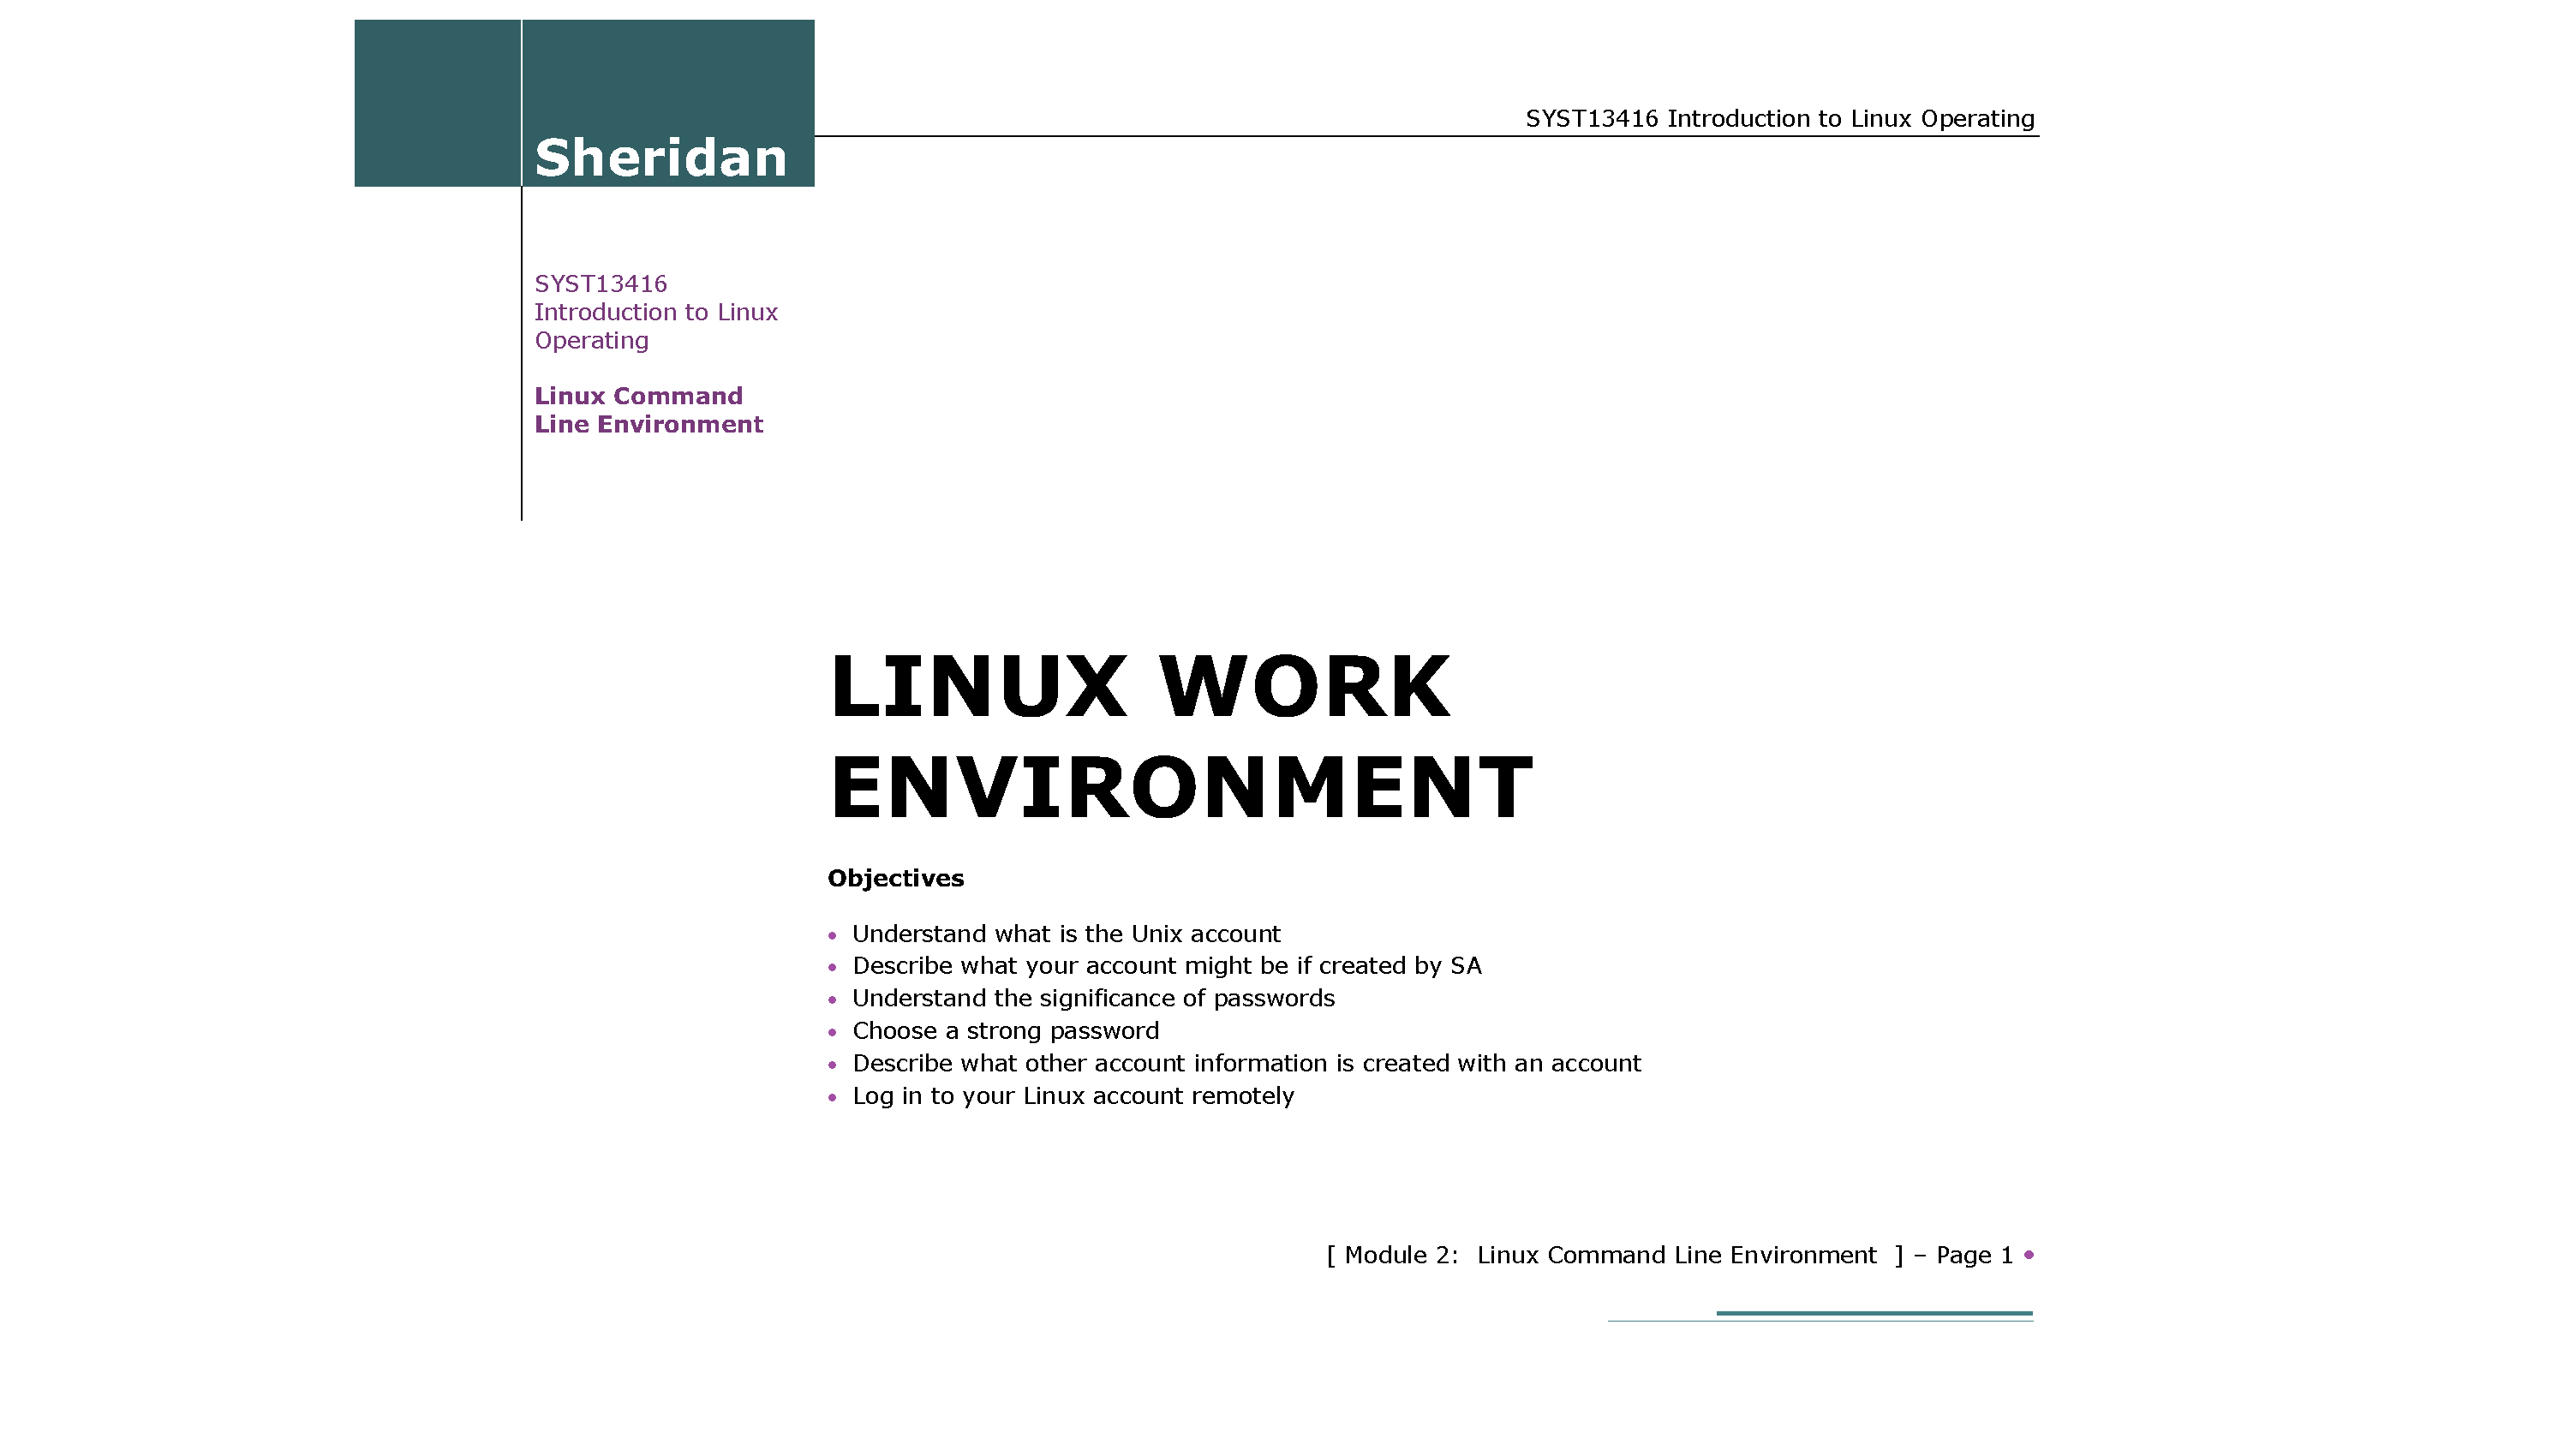 Sheridan
SYST13416 Introduction to Linux Operating
SYST13416
Introduction to Linux
Operating
Linux Command
Line Environment
LINUX WORK
ENVIRONMENT
Objectives
• Understand what is the Unix account
• Describe what your account might be if created by SA
• Understand the significance of passwords
• Choose a strong password
• Describe what other account information is created with an account
• Log in to your Linux account remotely
[ Module 2: Linux Command Line Environment ] – Page 1 •